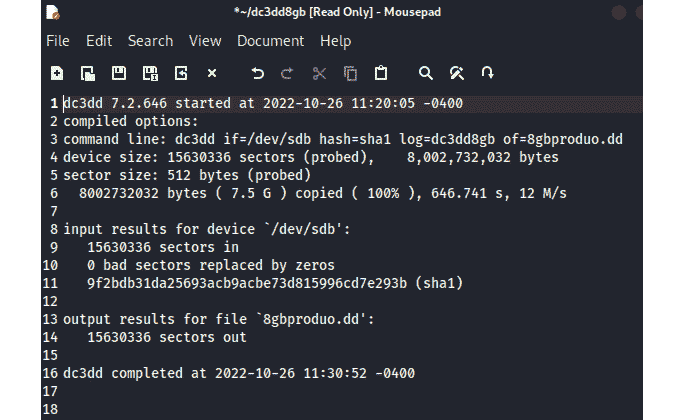 *~/dc3dd8gb [Read Only] - Mousepad
File Edit Search View Document Help
1 dc3dd 7.2.646 started at 2022-10-26 11:20:05 -0400
2 compiled options:
3 command line: dc3dd if=/dev/sdb hash=sha1 log=dc3dd8gb of=8gbproduo.dd
4 device size: 15630336 sectors (probed),    8,002,732,032 bytes
5 sector size: 512 bytes (probed)
6   8002732032 bytes ( 7.5 G ) copied ( 100% ), 646.741 s, 12 M/s
7
8 input results for device `/dev/sdb':
9    15630336 sectors in
10    0 bad sectors replaced by zeros
11    9f2bdb31da25693acb9acbe73d815996cd7e293b (sha1)
12
13 output results for file `8gbproduo.dd':
14    15630336 sectors out
15
16 dc3dd completed at 2022-10-26 11:30:52 -0400
17
18